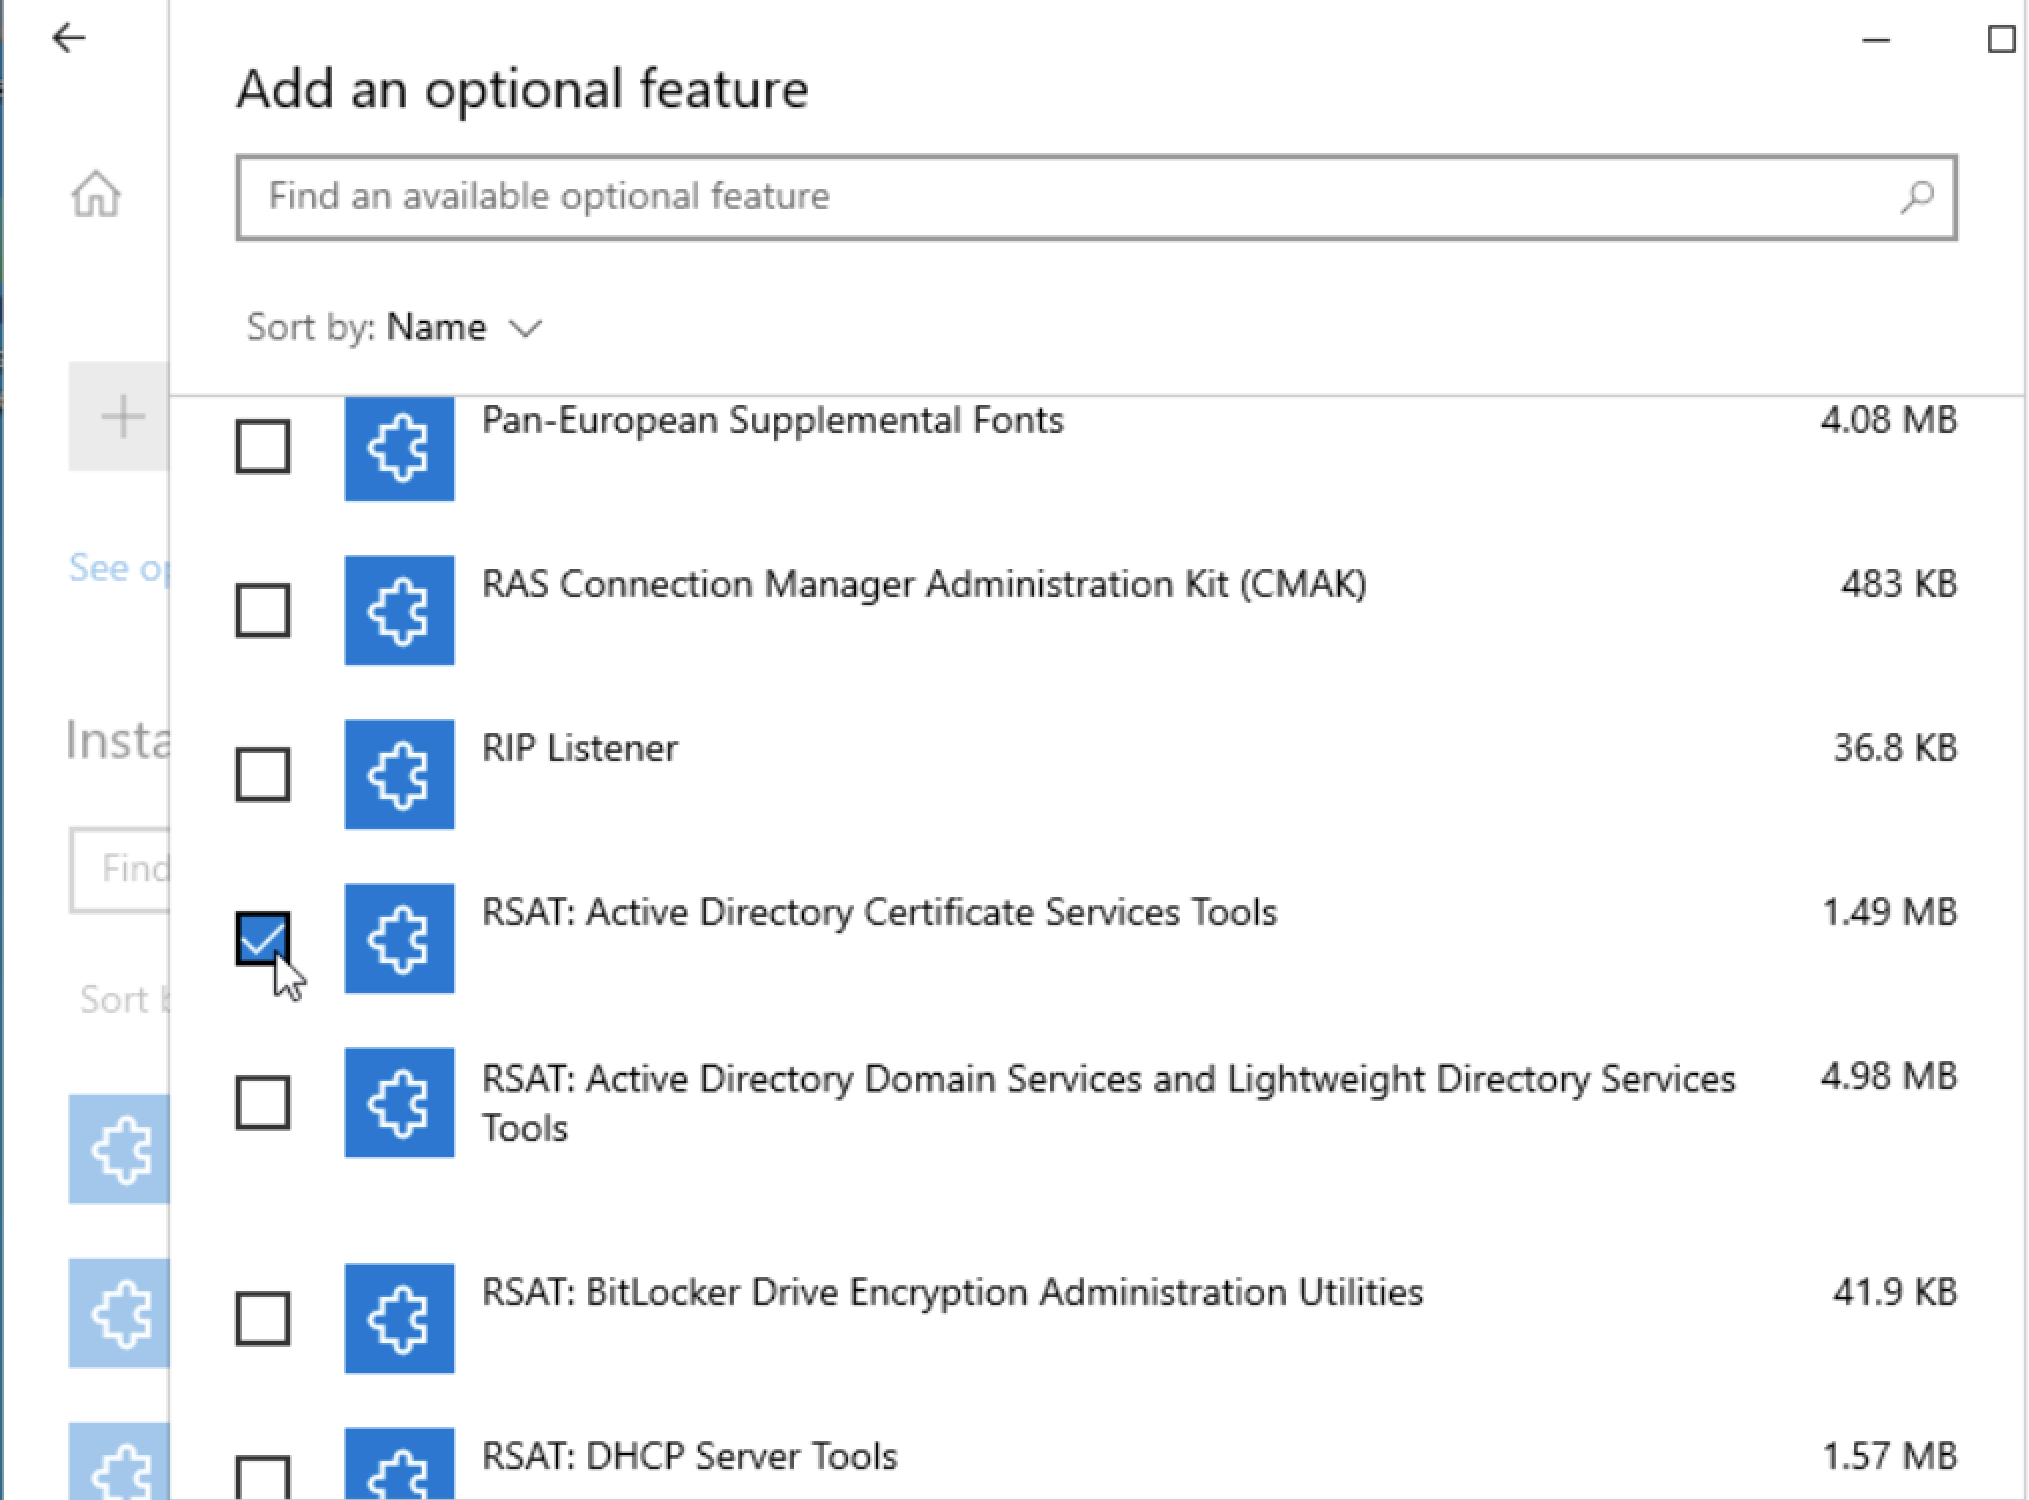 Add an optional feature
Find an available optional feature
Sort by: Name
Pan-European Supplemental Fonts 4.08 MB
See op
RAS Connection Manager Administration Kit (CMAK) 483 KB
Insta
RIP Listener 36.8 KB
Find
RSAT: Active Directory Certificate Services Tools 1.49 MB
Sort b
RSAT: Active Directory Domain Services and Lightweight Directory Services 4.98 MB
Tools
RSAT: BitLocker Drive Encryption Administration Utilities 41.9 KB
RSAT: DHCP Server Tools 1.57 MB